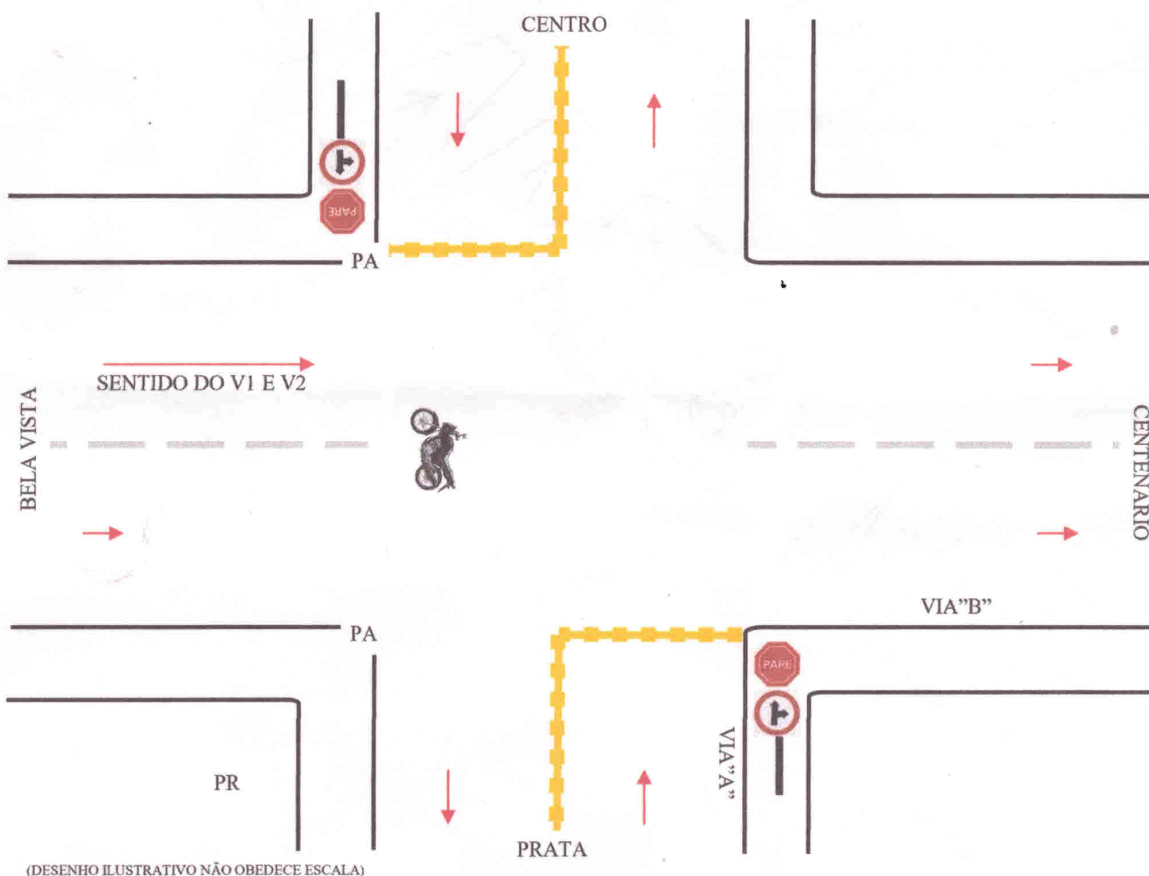 CENTRO
PARE
PA
SENTIDO DO V1 E V2
BELA VISTA
CENTENARIO
VIA"B"
PA
PARE
VIA"A"
PR
PRATA
(DESENHO ILUSTRATIVO NÃO OBEDECE ESCALA)